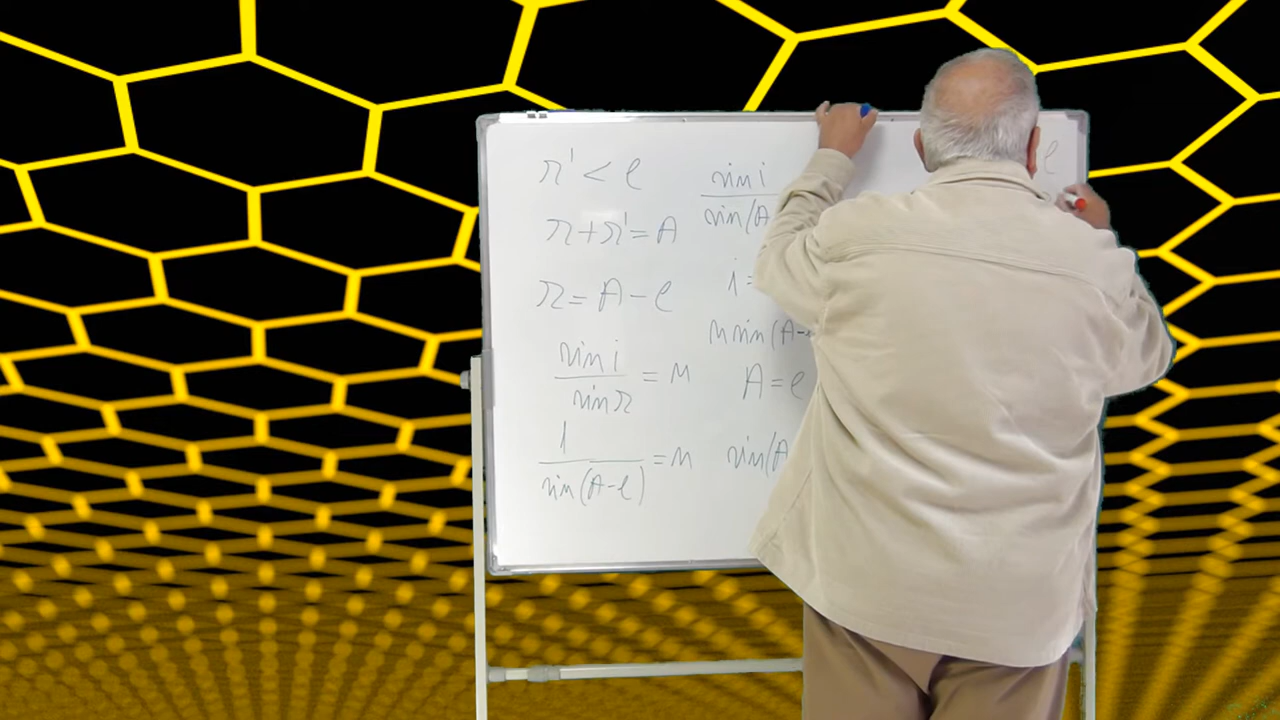 r' < l
r+r'=A
r = A-l
sin i / sin r = n
1 / sin(A-l) = n
sin i / sin(A
i =
n sin(A-
A = l
sin(A
l